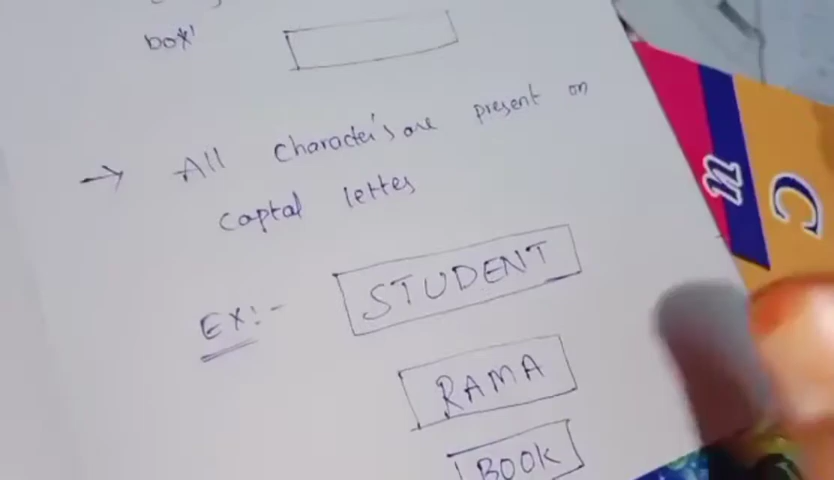 box'
→ All character's are present on
captal lettes
EX:-
STUDENT
RAMA
BOOK
n
C